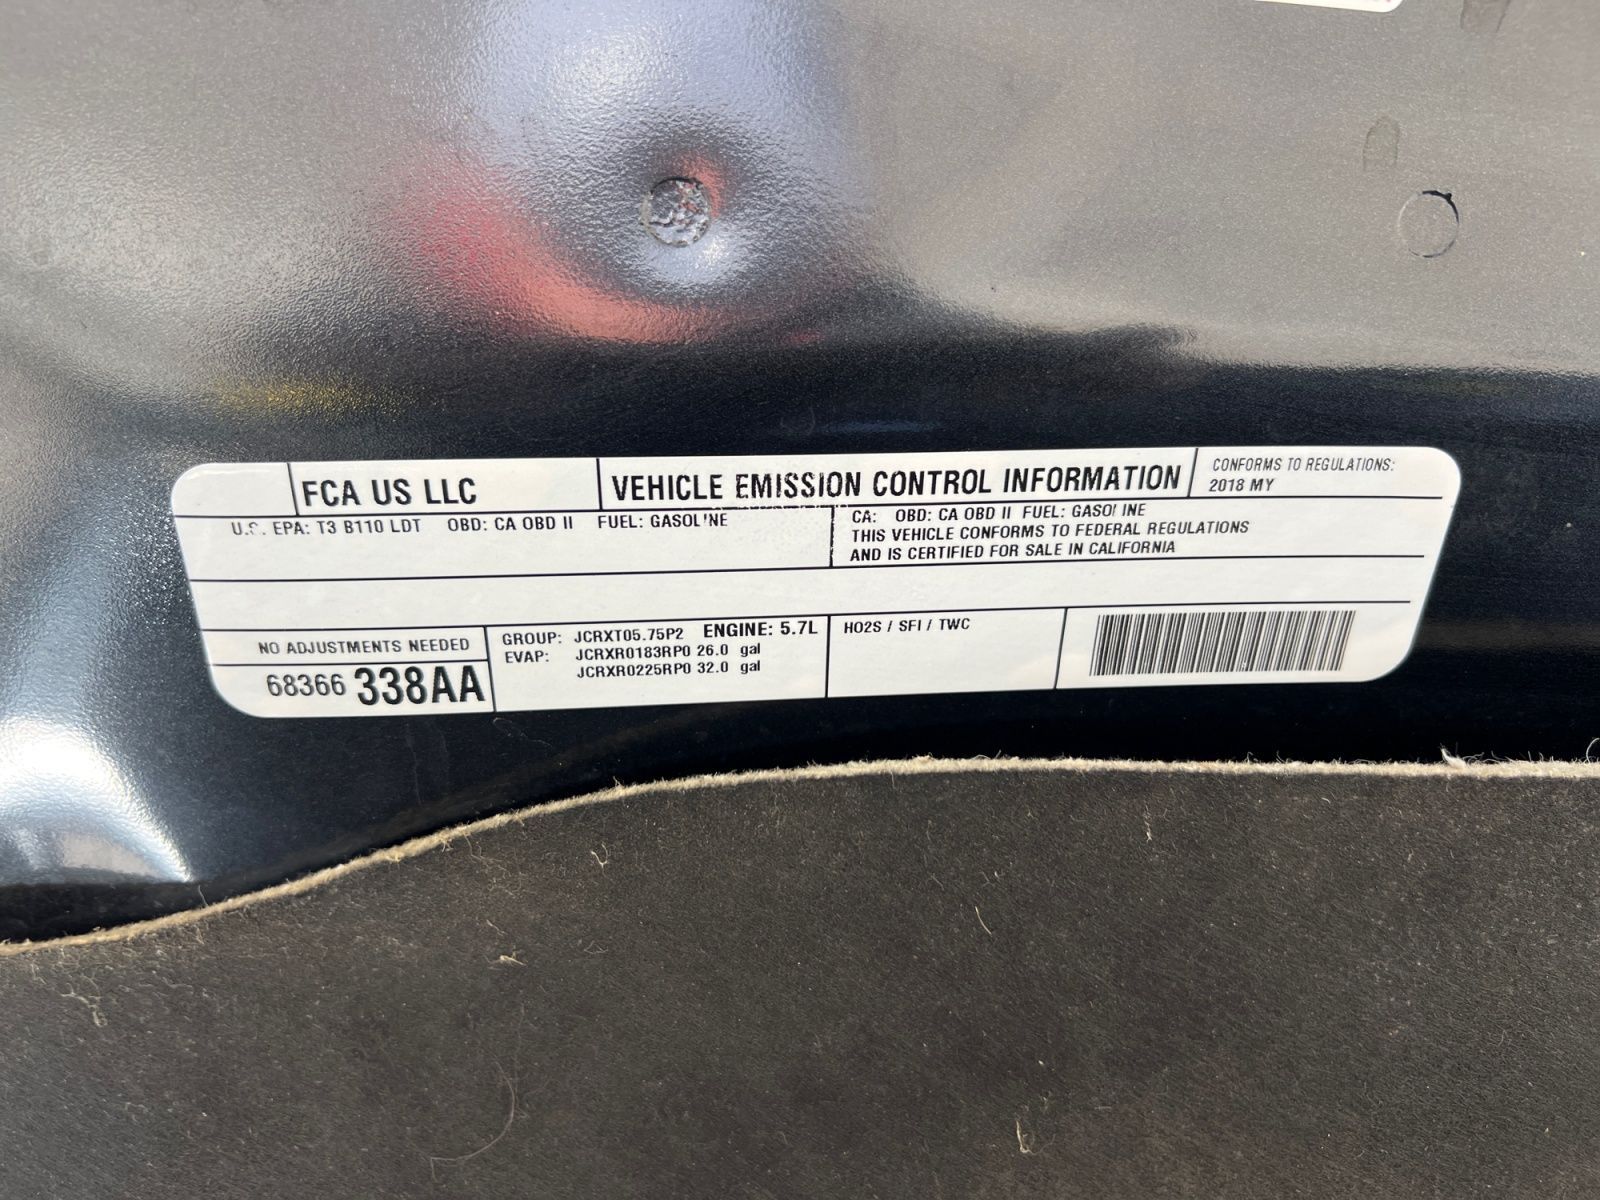 FCA US LLC
VEHICLE EMISSION CONTROL INFORMATION
CONFORMS TO REGULATIONS:
2018 MY
U.S. EPA: T3 B110 LDT OBD: CA OBD II FUEL: GASOLINE
CA: OBD: CA OBD II FUEL: GASOLINE
THIS VEHICLE CONFORMS TO FEDERAL REGULATIONS
AND IS CERTIFIED FOR SALE IN CALIFORNIA
NO ADJUSTMENTS NEEDED
68366 338AA
GROUP: JCRXT05.75P2 ENGINE: 5.7L
EVAP: JCRXR0183RP0 26.0 gal
JCRXR0225RP0 32.0 gal
HO2S / SFI / TWC